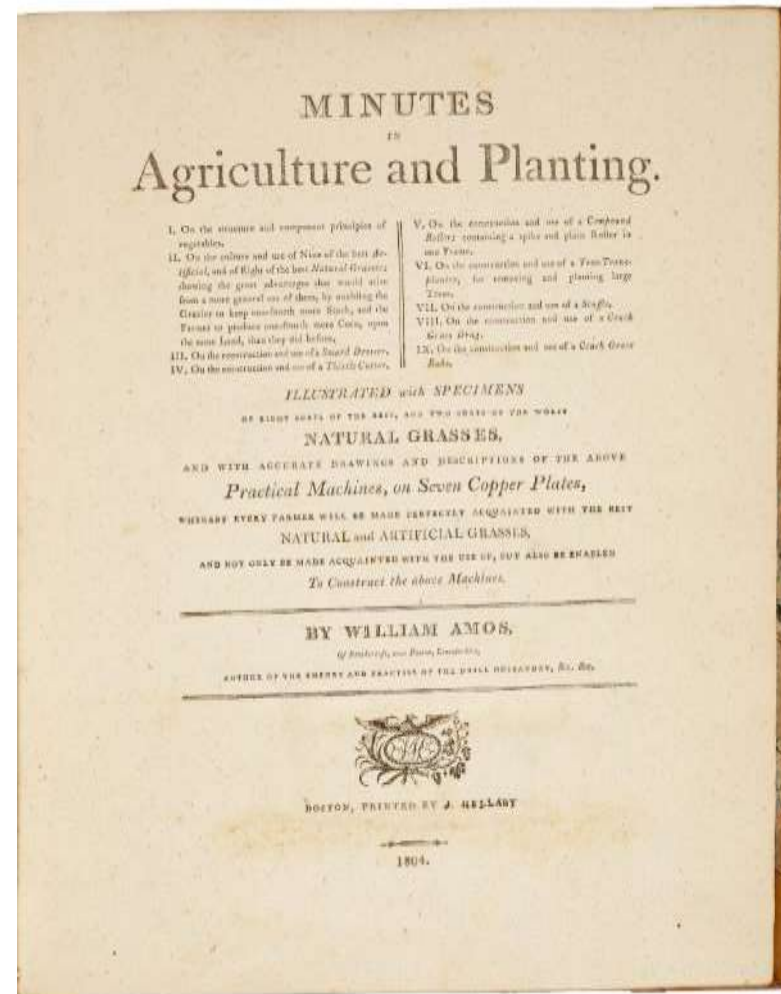 MINUTES
IN
Agriculture and Planting.
I. On the structure and component principles of
vegetables.
II. On the culture and use of Nine of the best Ar-
tificial, and of Eight of the best Natural Grasses;
showing the great advantages that would arise
from a more general use of them, by enabling the
Grazier to keep one-fourth more Stock, and the
Farmer to produce one-fourth more Corn, upon
the same Land, than they did before.
III. On the construction and use of a Sward Dresser.
IV. On the construction and use of a Thistle Cutter.
V. On the construction and use of a Compound
Roller; containing a spike and plain Roller in
one Frame.
VI. On the construction and use of a Tree Trans-
planter, for removing and planting large
Trees.
VII. On the construction and use of a
VIII. On the construction and use of a Couch
Grass Drag.
IX. On the construction and use of a Couch Grass
Rake.
ILLUSTRATED with SPECIMENS
OF EIGHT SORTS OF THE BEST, AND TWO SORTS OF THE WORST
NATURAL GRASSES,
AND WITH ACCURATE DRAWINGS AND DESCRIPTIONS OF THE ABOVE
Practical Machines, on Seven Copper Plates,
WHEREBY EVERY FARMER WILL BE MADE PERFECTLY ACQUAINTED WITH THE BEST
NATURAL and ARTIFICIAL GRASSES,
AND NOT ONLY BE MADE ACQUAINTED WITH THE USE OF, BUT ALSO BE ENABLED
To Construct the above Machines.
BY WILLIAM AMOS,
Of near Boston, Lincolnshire,
AUTHOR OF THE THEORY AND PRACTICE OF THE DRILL HUSBANDRY, &c. &c.
BOSTON, PRINTED BY J. HELLABY
1804.